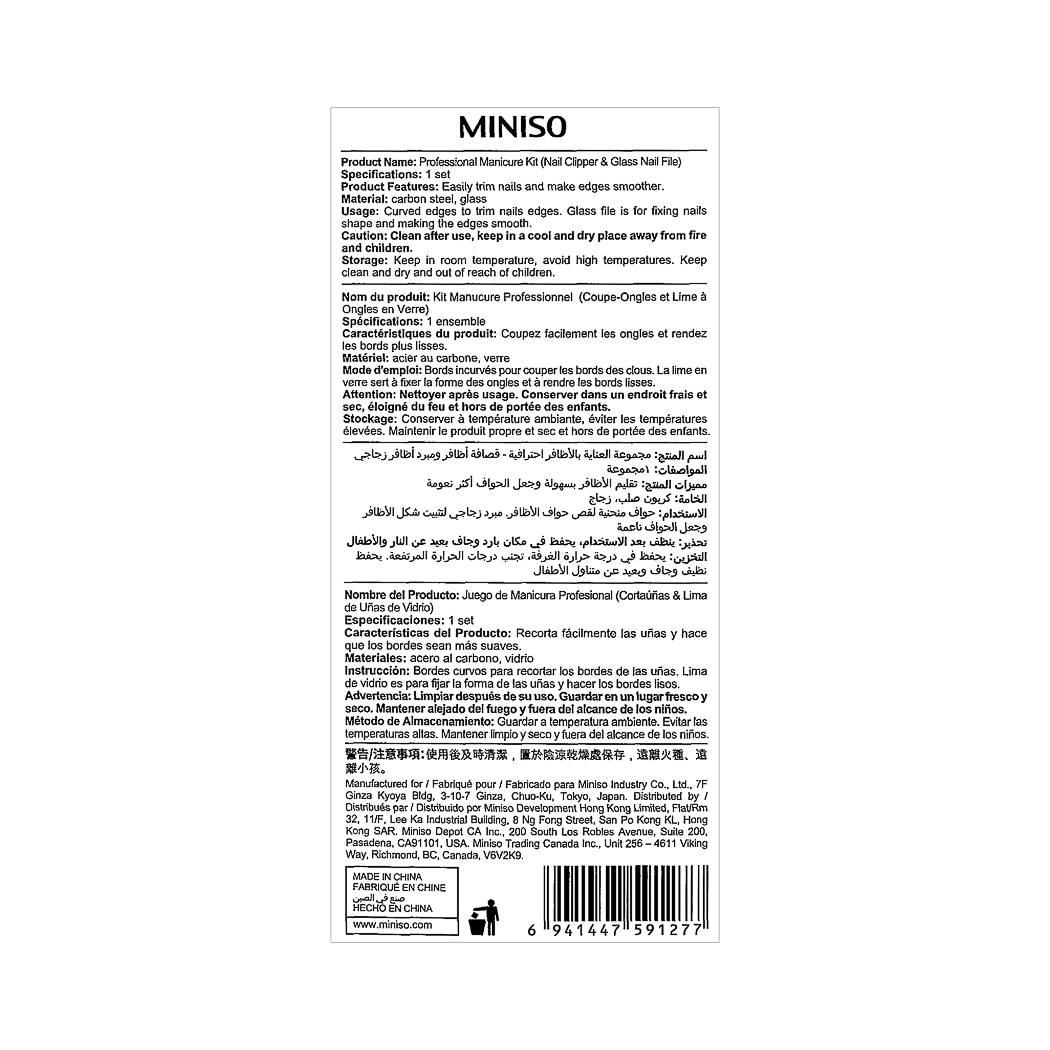 MINISO
Product Name: Professional Manicure Kit (Nail Clipper & Glass Nail File)
Specifications: 1 set
Product Features: Easily trim nails and make edges smoother.
Material: carbon steel, glass
Usage: Curved edges to trim nails edges. Glass file is for fixing nails
shape and making the edges smooth.
Caution: Clean after use, keep in a cool and dry place away from fire
and children.
Storage: Keep in room temperature, avoid high temperatures. Keep
clean and dry and out of reach of children.
Nom du produit: Kit Manucure Professionnel (Coupe-Ongles et Lime à
Ongles en Verre)
Spécifications: 1 ensemble
Caractéristiques du produit: Coupez facilement les ongles et rendez
les bords plus lisses.
Matériel: acier au carbone, verre
Mode d'emploi: Bords incurvés pour couper les bords des clous. La lime en
verre sert à fixer la forme des ongles et à rendre les bords lisses.
Attention: Nettoyer après usage. Conserver dans un endroit frais et
sec, éloigné du feu et hors de portée des enfants.
Stockage: Conserver à température ambiante, éviter les températures
élevées. Maintenir le produit propre et sec et hors de portée des enfants.
اسم المنتج: مجموعة العناية بالأظافر احترافية - قصافة أظافر ومبرد أظافر زجاجي
المواصفات: ١مجموعة
مميزات المنتج: تقليم الأظافر بسهولة وجعل الحواف أكثر نعومة
الخامة: كربون صلب، زجاج
الاستخدام: حواف منحنية لقص حواف الأظافر. مبرد زجاجي لتثبيت شكل الأظافر
وجعل الحواف ناعمة
تحذير: ينظف بعد الاستخدام، يحفظ في مكان بارد وجاف بعيد عن النار والأطفال
التخزين: يحفظ في درجة حرارة الغرفة، تجنب درجات الحرارة المرتفعة. يحفظ
نظيف وجاف وبعيد عن متناول الأطفال
Nombre del Producto: Juego de Manicura Profesional (Cortaúñas & Lima
de Uñas de Vidrio)
Especificaciones: 1 set
Características del Producto: Recorta fácilmente las uñas y hace
que los bordes sean más suaves.
Materiales: acero al carbono, vidrio
Instrucción: Bordes curvos para recortar los bordes de las uñas. Lima
de vidrio es para fijar la forma de las uñas y hacer los bordes lisos.
Advertencia: Limpiar después de su uso. Guardar en un lugar fresco y
seco. Mantener alejado del fuego y fuera del alcance de los niños.
Método de Almacenamiento: Guardar a temperatura ambiente. Evitar las
temperaturas altas. Mantener limpio y seco y fuera del alcance de los niños.
警告/注意事項:使用後及時清潔，置於陰涼乾燥處保存，遠離火種、遠
離小孩。
Manufactured for / Fabriqué pour / Fabricado para Miniso Industry Co., Ltd., 7F
Ginza Kyoya Bldg, 3-10-7 Ginza, Chuo-Ku, Tokyo, Japan. Distributed by /
Distribués par / Distribuido por Miniso Development Hong Kong Limited, Flat/Rm
32, 11/F, Lee Ka Industrial Building, 8 Ng Fong Street, San Po Kong KL, Hong
Kong SAR. Miniso Depot CA Inc., 200 South Los Robles Avenue, Suite 200,
Pasadena, CA91101, USA. Miniso Trading Canada Inc., Unit 256 – 4611 Viking
Way, Richmond, BC, Canada, V6V2K9.
MADE IN CHINA
FABRIQUÉ EN CHINE
صنع في الصين
HECHO EN CHINA
www.miniso.com
6 941447 591277